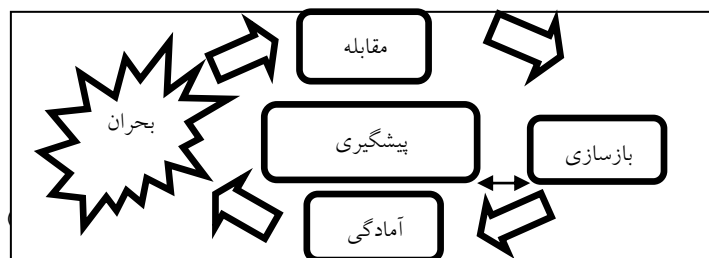 مقابله
بحران
پیشگیری
بازسازی
آمادگی